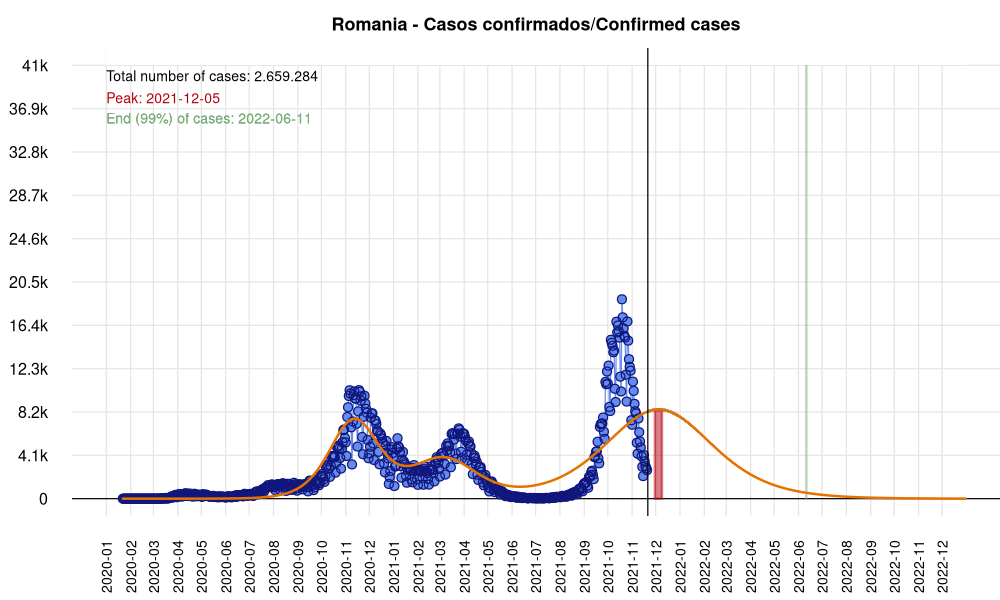 Romania - Casos confirmados/Confirmed cases
Total number of cases: 2.659.284
Peak: 2021-12-05
End (99%) of cases: 2022-06-11
41k
36.9k
32.8k
28.7k
24.6k
20.5k
16.4k
12.3k
8.2k
4.1k
0
2020-01
2020-02
2020-03
2020-04
2020-05
2020-06
2020-07
2020-08
2020-09
2020-10
2020-11
2020-12
2021-01
2021-02
2021-03
2021-04
2021-05
2021-06
2021-07
2021-08
2021-09
2021-10
2021-11
2021-12
2022-01
2022-02
2022-03
2022-04
2022-05
2022-06
2022-07
2022-08
2022-09
2022-10
2022-11
2022-12